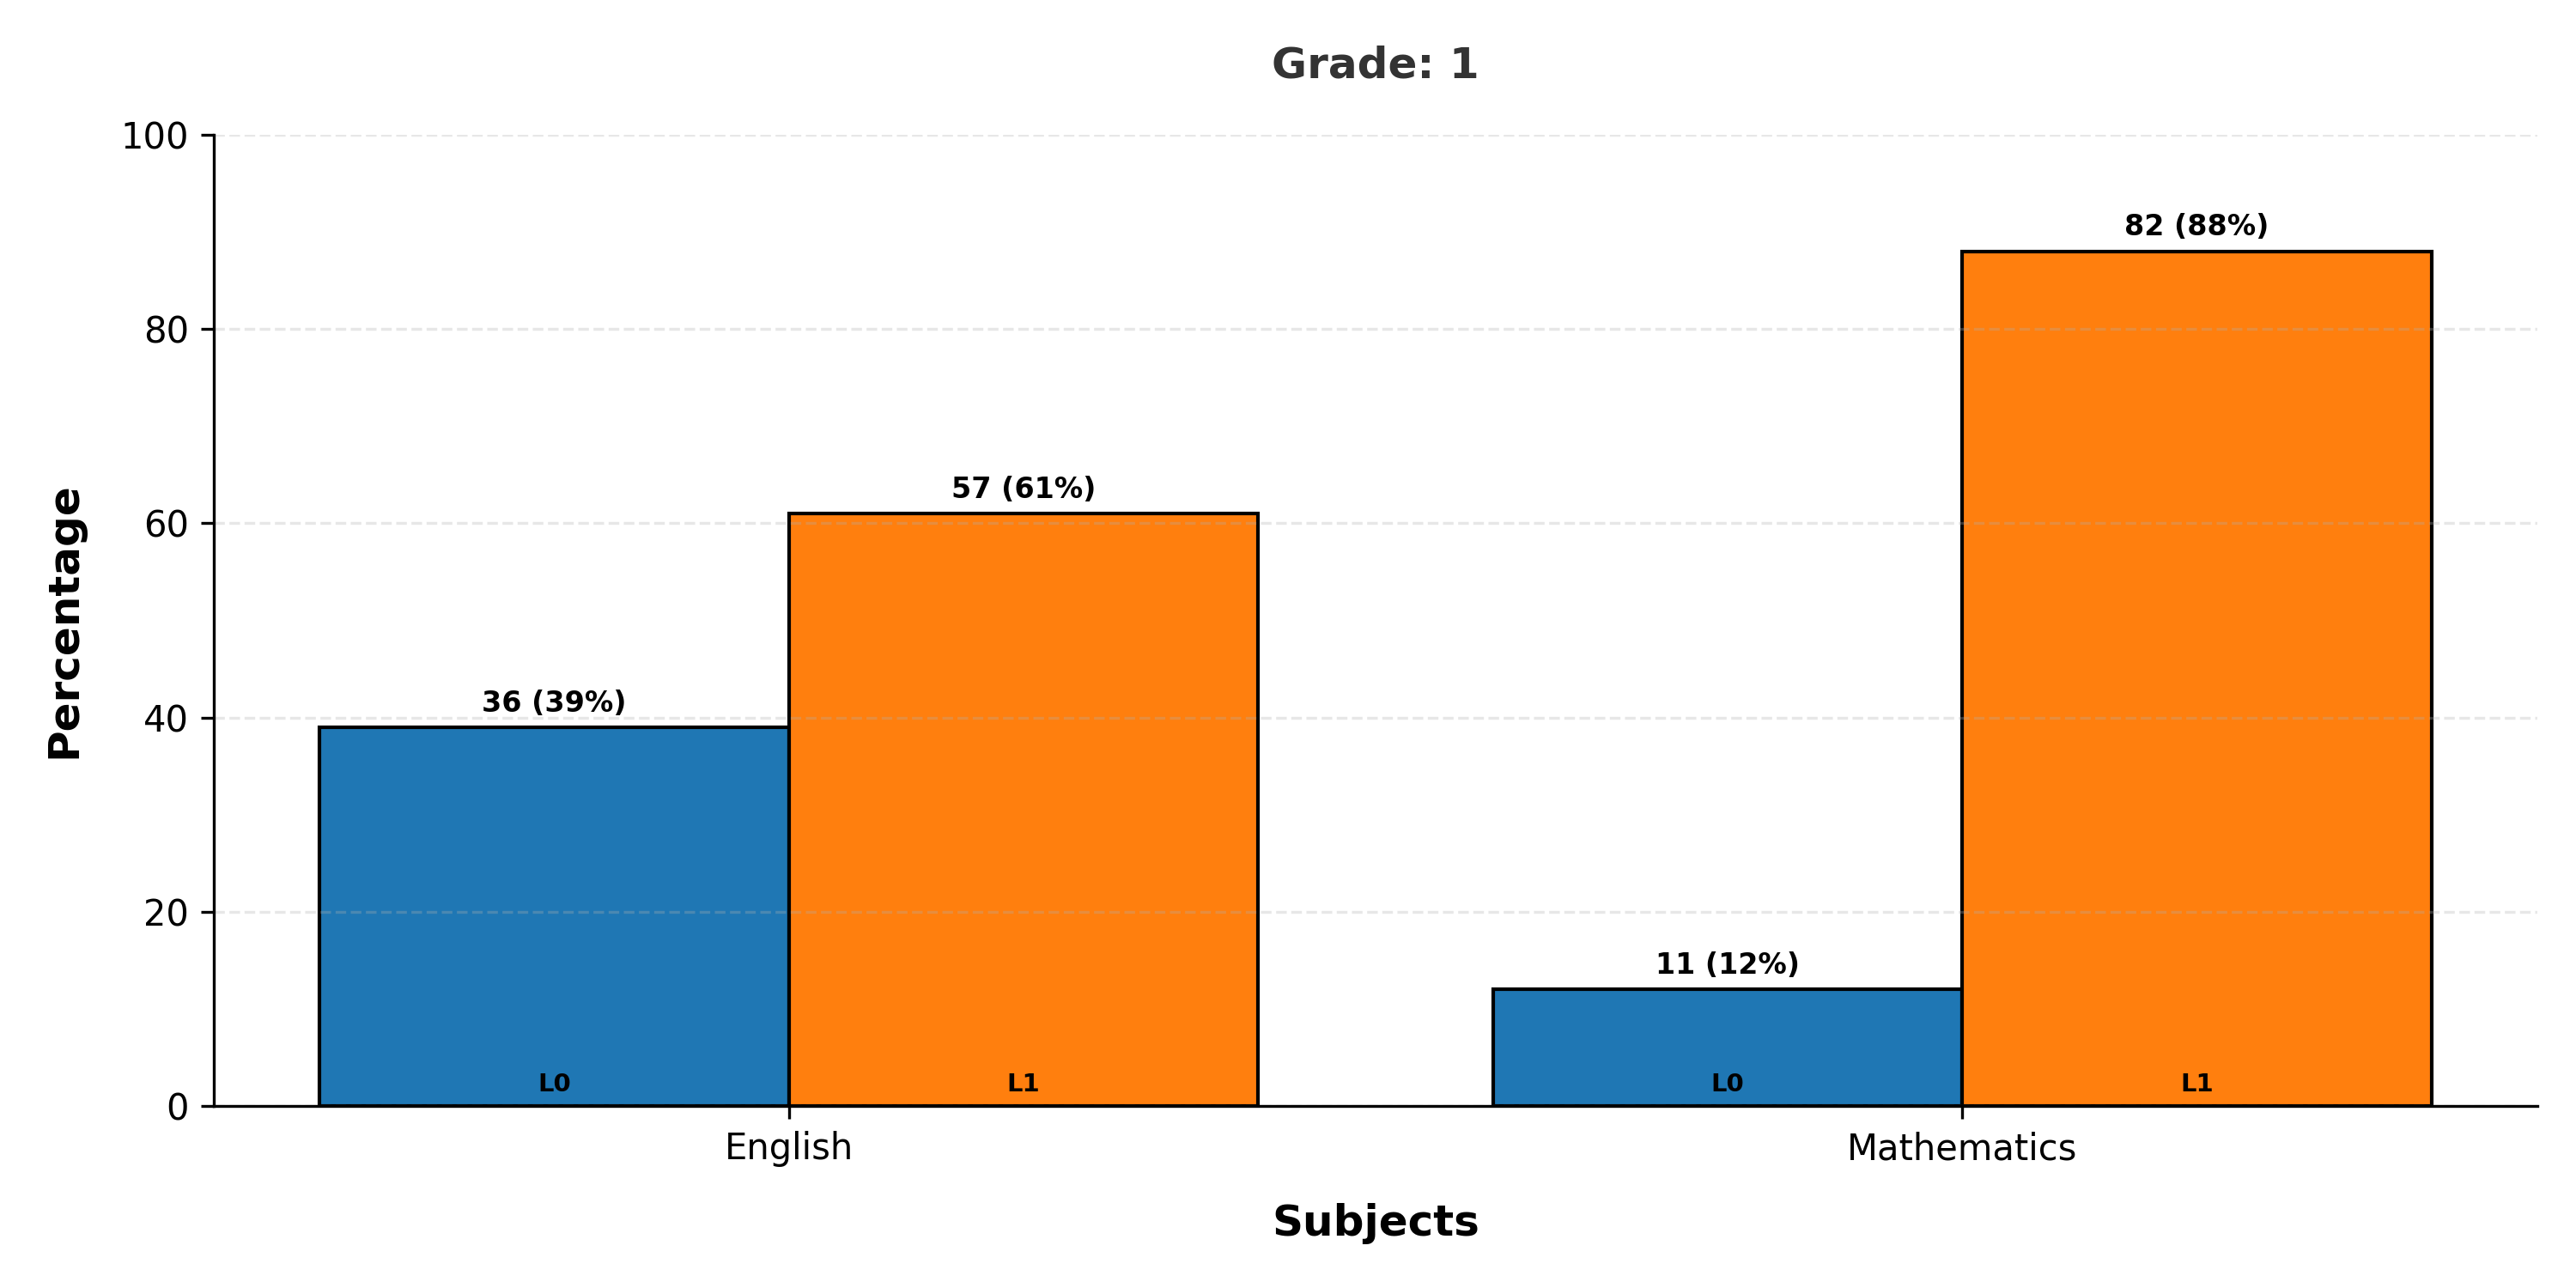 Grade: 1
Percentage
100
80
60
40
20
0
36 (39%)
57 (61%)
11 (12%)
82 (88%)
L0
L1
L0
L1
English
Mathematics
Subjects